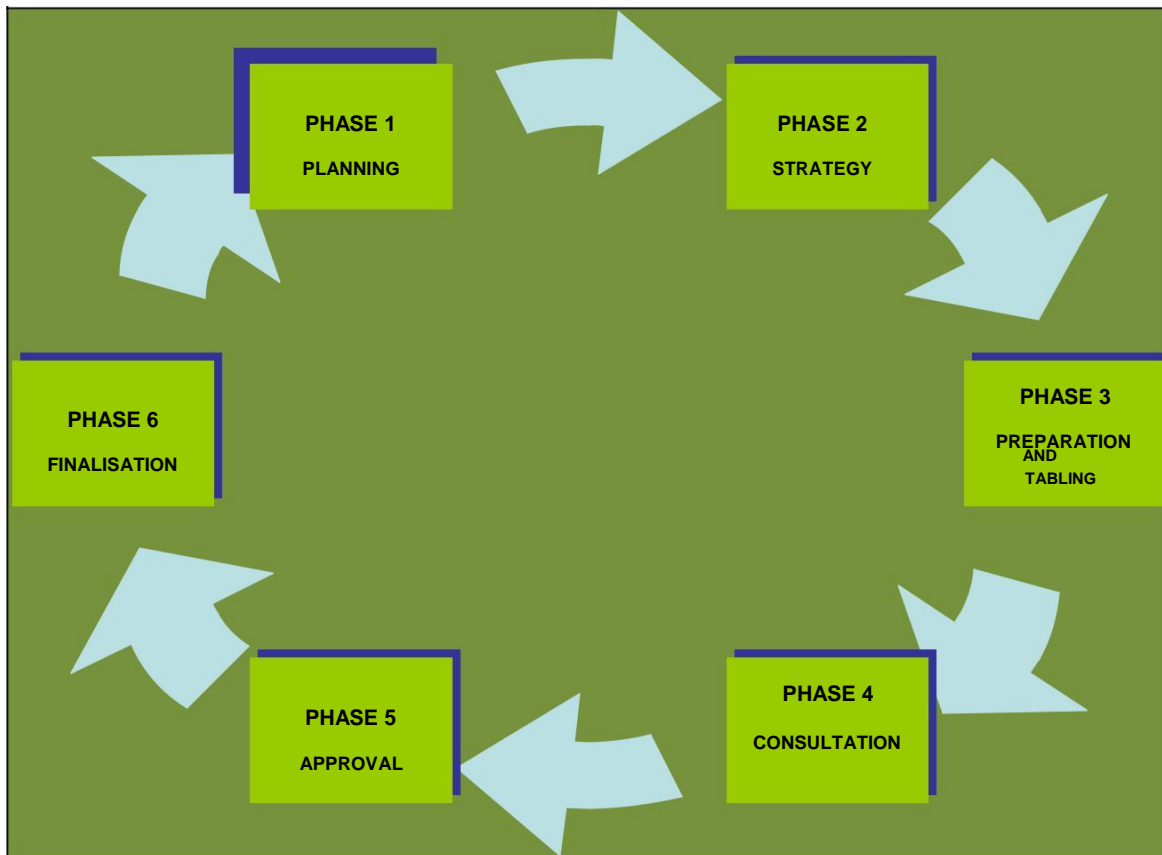 PHASE 1
PLANNING
PHASE 2
STRATEGY
PHASE 3
PREPARATION
AND
TABLING
PHASE 4
CONSULTATION
PHASE 5
APPROVAL
PHASE 6
FINALISATION